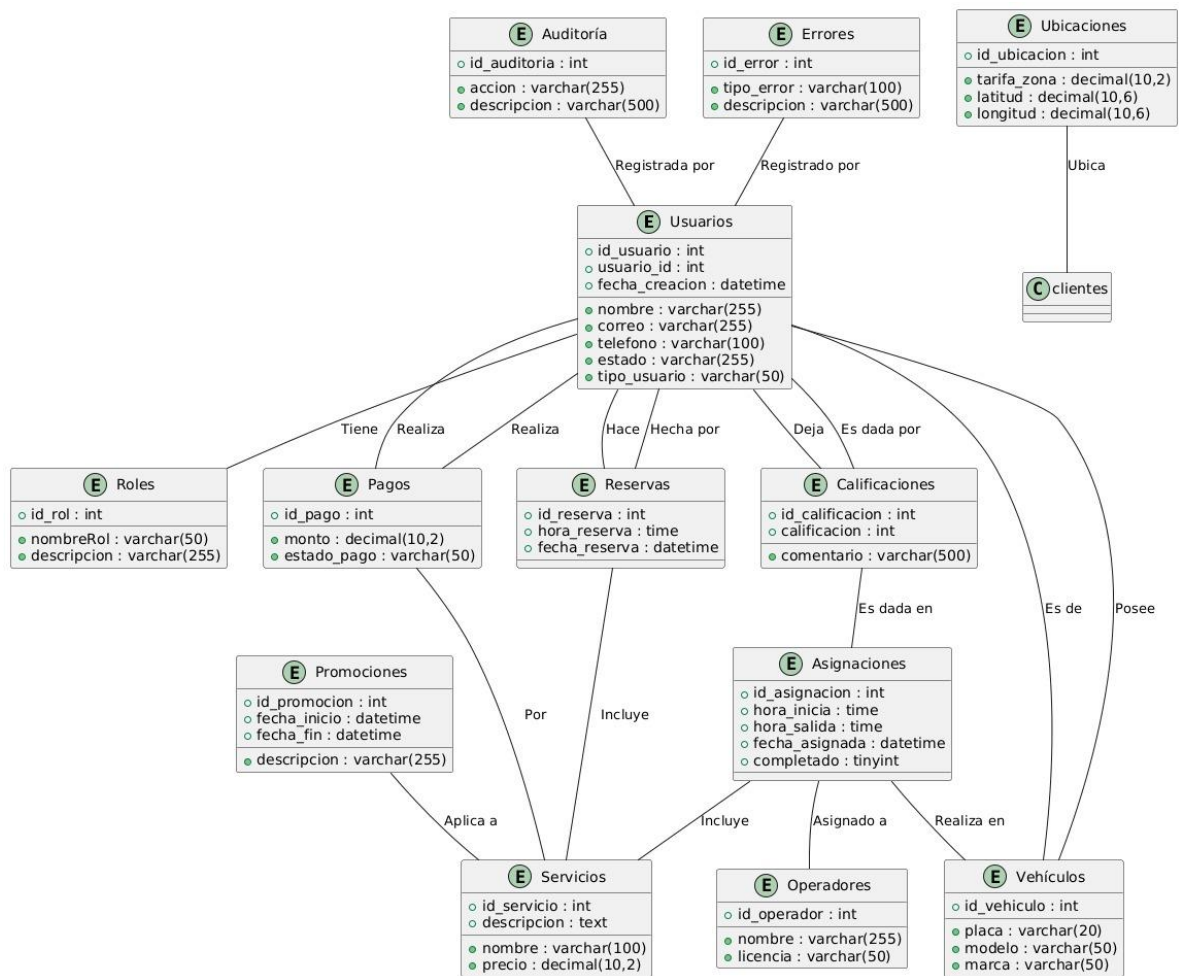 E Auditoría
id_auditoria : int
accion : varchar(255)
descripcion : varchar(500)
E Errores
id_error : int
tipo_error : varchar(100)
descripcion : varchar(500)
E Ubicaciones
id_ubicacion : int
tarifa_zona : decimal(10,2)
latitud : decimal(10,6)
longitud : decimal(10,6)
Registrada por
Registrado por
Ubica
E Usuarios
id_usuario : int
usuario_id : int
fecha_creacion : datetime
nombre : varchar(255)
correo : varchar(255)
telefono : varchar(100)
estado : varchar(255)
tipo_usuario : varchar(50)
C clientes
Tiene
Realiza
Realiza
Hace
Hecha por
Deja
Es dada por
E Roles
id_rol : int
nombreRol : varchar(50)
descripcion : varchar(255)
E Pagos
id_pago : int
monto : decimal(10,2)
estado_pago : varchar(50)
E Reservas
id_reserva : int
hora_reserva : time
fecha_reserva : datetime
E Calificaciones
id_calificacion : int
calificacion : int
comentario : varchar(500)
Es dada en
Es de
Posee
E Promociones
id_promocion : int
fecha_inicio : datetime
fecha_fin : datetime
descripcion : varchar(255)
Por
Incluye
E Asignaciones
id_asignacion : int
hora_inicia : time
hora_salida : time
fecha_asignada : datetime
completado : tinyint
Aplica a
Incluye
Asignado a
Realiza en
E Servicios
id_servicio : int
descripcion : text
nombre : varchar(100)
precio : decimal(10,2)
E Operadores
id_operador : int
nombre : varchar(255)
licencia : varchar(50)
E Vehículos
id_vehiculo : int
placa : varchar(20)
modelo : varchar(50)
marca : varchar(50)